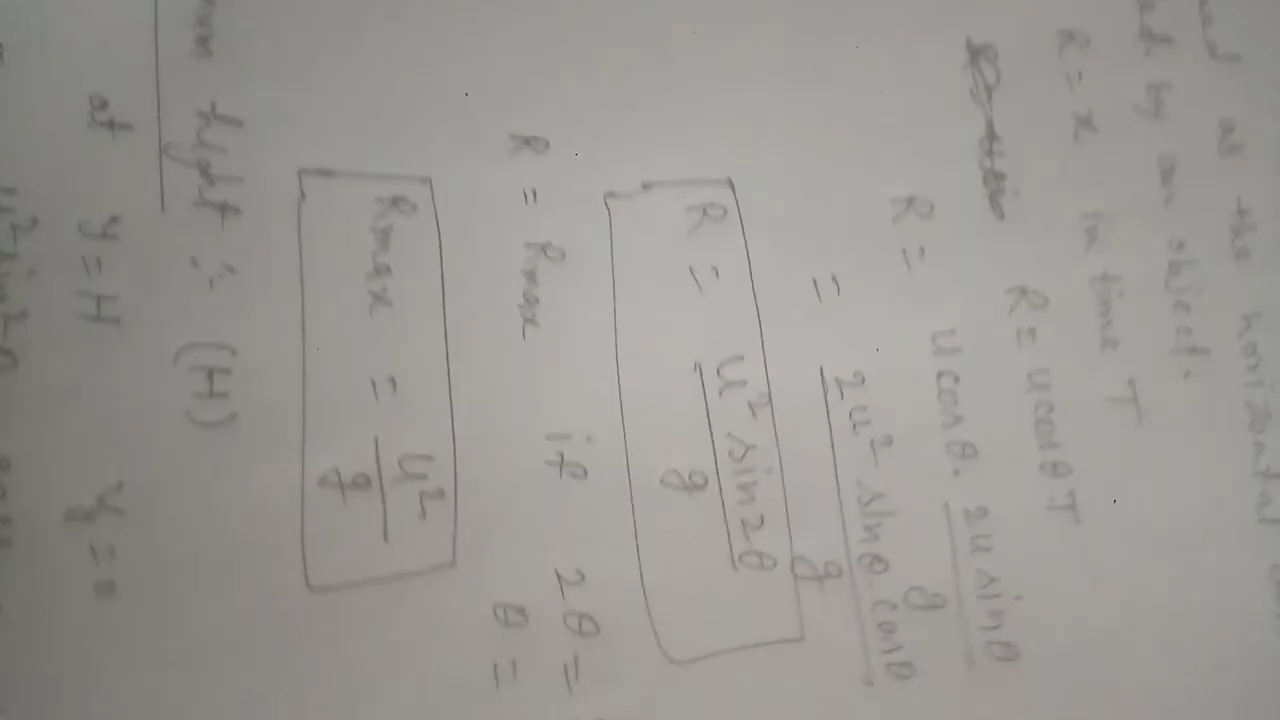 as the horizontal
by an object.
R = x in time T
R = u cosθ T
R = u cosθ . 2u sinθ / g
= 2u² sinθ . cosθ / g
R = u² sin2θ / g
R = Rmax if 2θ =
θ =
Rmax = u² / g
hight :- (H)
at y = H